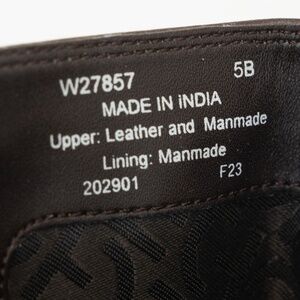 W27857 5B
MADE IN iNDIA
Upper: Leather and Manmade
Lining: Manmade
202901 F23